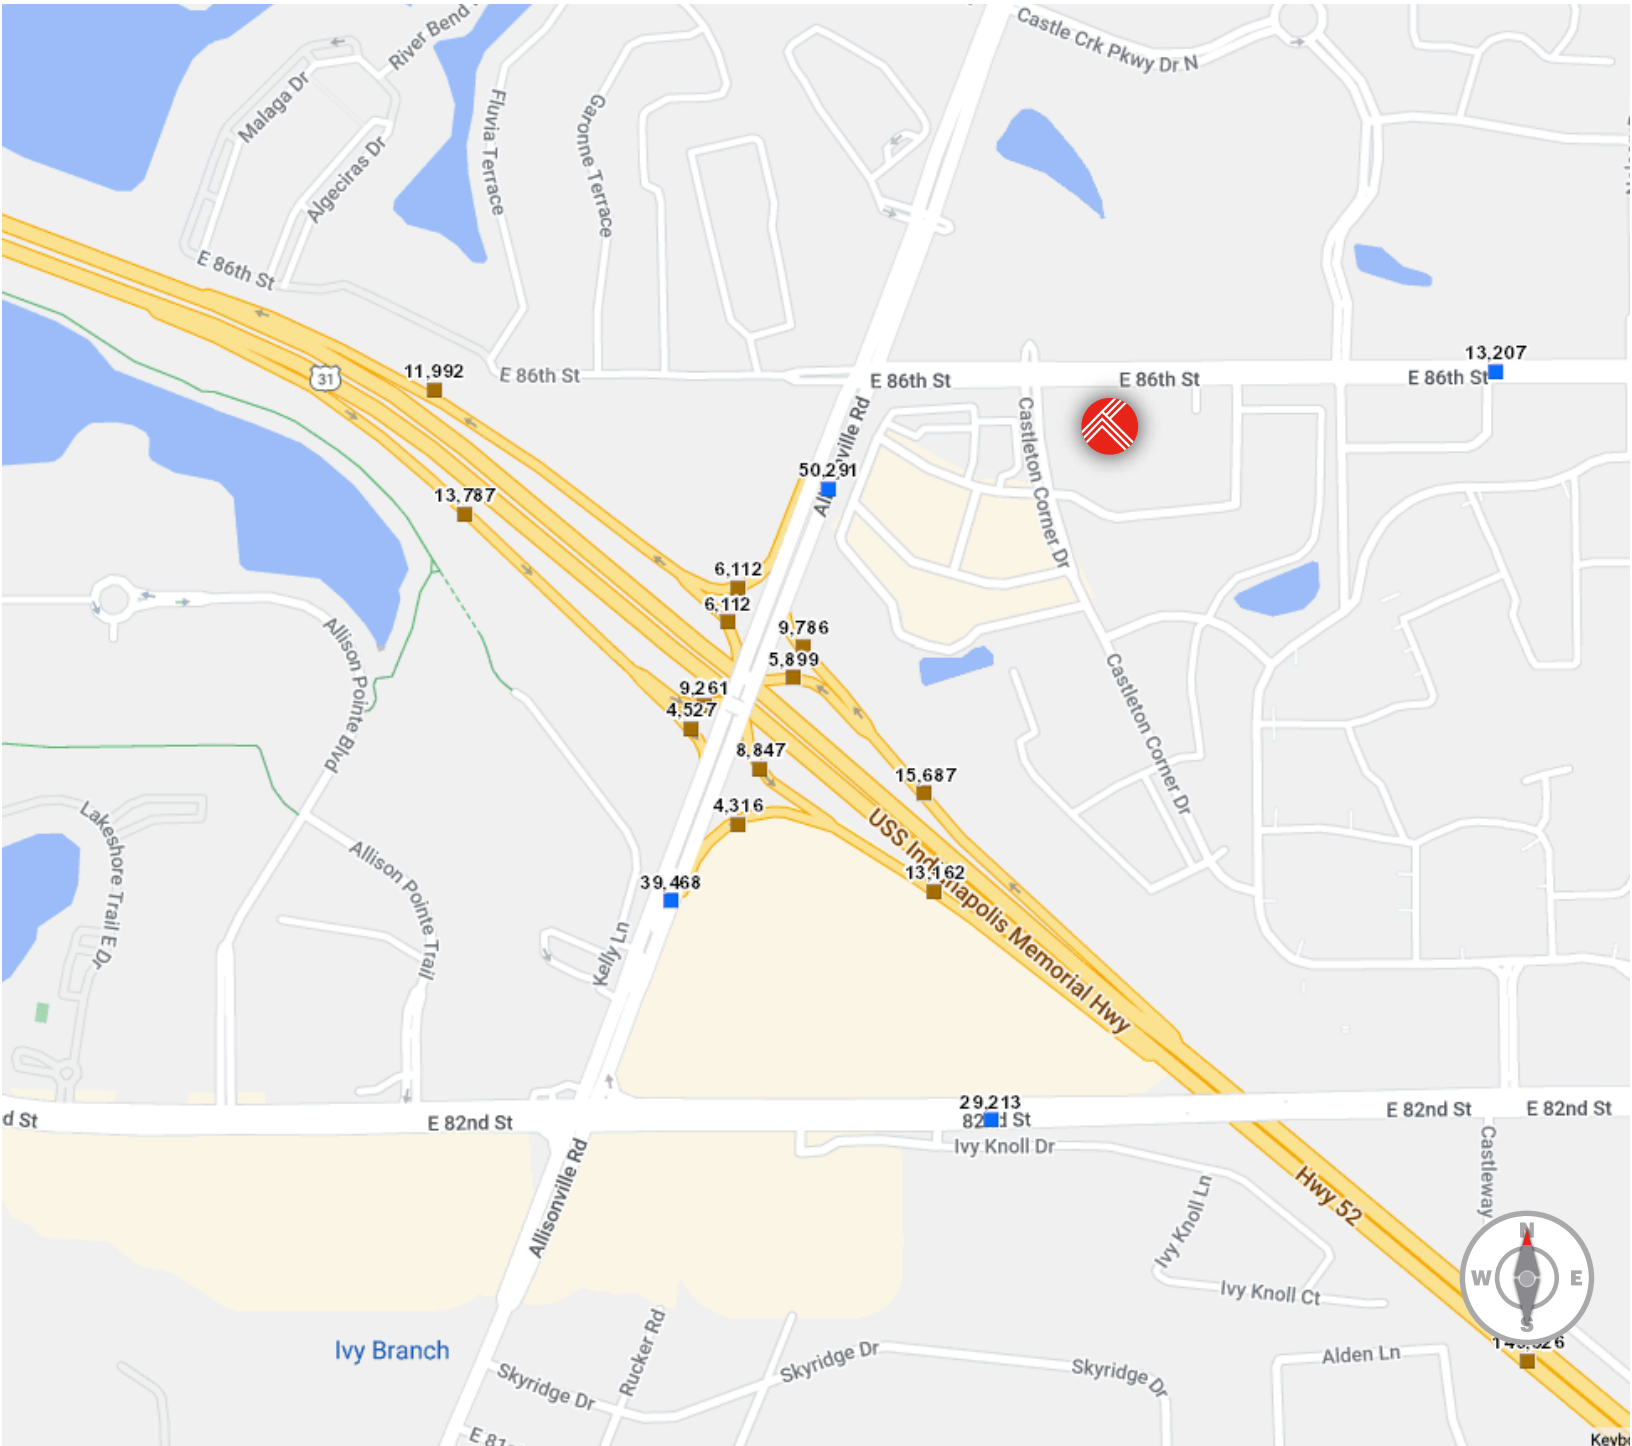 Castle Crk Pkwy Dr N
River Bend
Malaga Dr
Algeciras Dr
Fluvia Terrace
Garonne Terrace
E 86th St
31
11,992
E 86th St
E 86th St
E 86th St
E 86th St
13,207
13,787
50,291
Castleton Corner Dr
6,112
6,112
9,786
5,899
9,261
4,527
8,847
4,316
15,687
13,162
39,468
Allison Pointe Blvd
Castleton Corner Dr
Lakeshore Trail E Dr
Allison Pointe Trail
Kelly Ln
USS Indianapolis Memorial Hwy
d St
E 82nd St
29,213
E 82nd St
E 82nd St
Ivy Knoll Dr
Allisonville Rd
Ivy Knoll Ln
Hwy 52
Castleway
N
W E
S
Ivy Knoll Ct
Ivy Branch
Rucker Rd
Skyridge Dr
Skyridge Dr
Skyridge Dr
Alden Ln